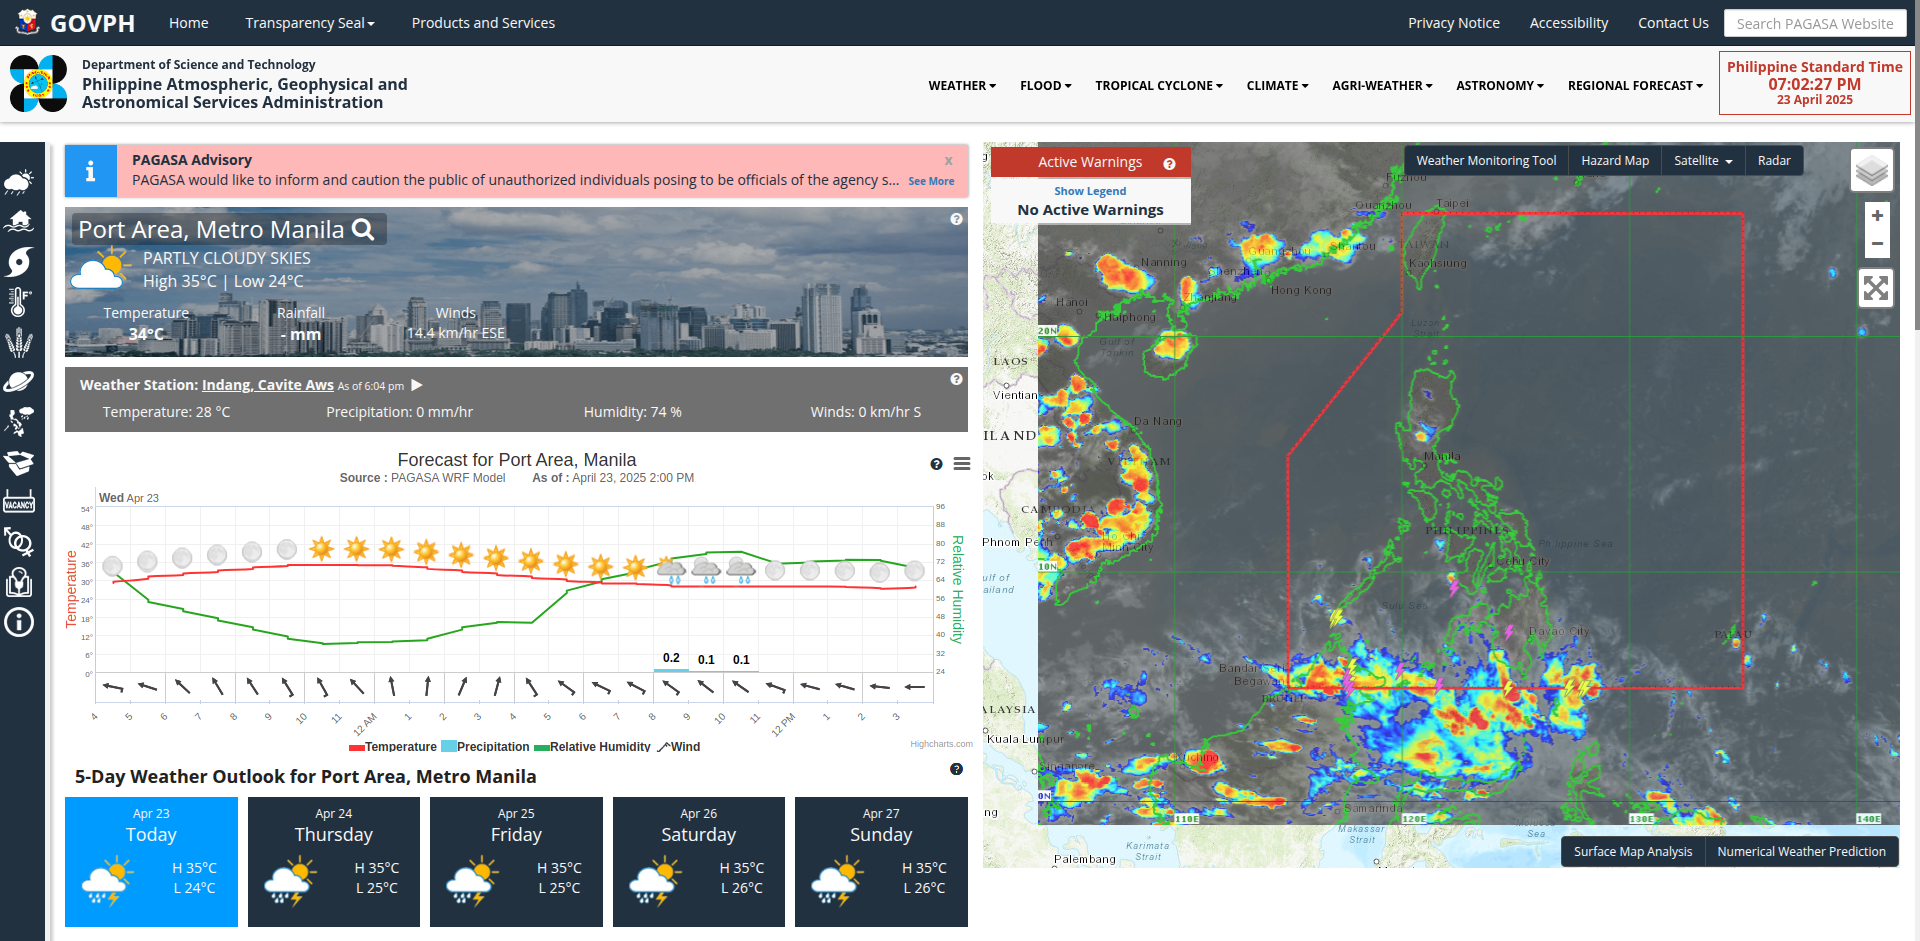 GOVPH
Home
Transparency Seal
Products and Services
Privacy Notice
Accessibility
Contact Us
Search PAGASA Website
Department of Science and Technology
Philippine Atmospheric, Geophysical and
Astronomical Services Administration
WEATHER
FLOOD
TROPICAL CYCLONE
CLIMATE
AGRI-WEATHER
ASTRONOMY
REGIONAL FORECAST
Philippine Standard Time
07:02:27 PM
23 April 2025
VACANCY
PAGASA Advisory
x
PAGASA would like to inform and caution the public of unauthorized individuals posing to be officials of the agency s...
See More
Port Area, Metro Manila
PARTLY CLOUDY SKIES
High 35°C | Low 24°C
Temperature
Rainfall
Winds
34°C
- mm
14.4 km/hr ESE
Weather Station: Indang, Cavite Aws As of 6:04 pm
Temperature: 28 °C
Precipitation: 0 mm/hr
Humidity: 74 %
Winds: 0 km/hr S
Forecast for Port Area, Manila
Source : PAGASA WRF Model
As of : April 23, 2025 2:00 PM
Wed Apr 23
Temperature
54°
48°
42°
36°
30°
24°
18°
12°
6°
0°
96
88
80
72
64
56
48
40
32
24
Relative Humidity
0.2
0.1
0.1
4
5
6
7
8
9
10
11
12 AM
1
2
3
4
5
6
7
8
9
10
11
12 PM
1
2
3
Temperature
Precipitation
Relative Humidity
Wind
Highcharts.com
5-Day Weather Outlook for Port Area, Metro Manila
Apr 23
Today
H 35°C
L 24°C
Apr 24
Thursday
H 35°C
L 25°C
Apr 25
Friday
H 35°C
L 25°C
Apr 26
Saturday
H 35°C
L 26°C
Apr 27
Sunday
H 35°C
L 26°C
Active Warnings
Show Legend
No Active Warnings
Weather Monitoring Tool
Hazard Map
Satellite
Radar
+
−
Quanzhou
Taipei
TAIWAN
Kaohsiung
Guangzhou
Shantou
Nanning
Shenzhen
Hong Kong
Zhanjiang
Hanoi
Haiphong
20N
Gulf of
Tonkin
Luzon
Strait
LAOS
Vientian
Da Nang
ILAND
VIETNAM
Manila
ok
CAMBODIA
PHILIPPINES
Phnom Penh
Ho Chi
Minh City
Philippine Sea
Cebu City
10N
ulf of
ailand
Sulu Sea
Davao City
PALAU
Bandar Seri
Begawan
BRUNEI
ALAYSIA
Kuala Lumpur
Kuching
Singapore
0N
Samarinda
110E
120E
130E
140E
ng
Makassar
Strait
Karimata
Strait
Sea
Palembang
Surface Map Analysis
Numerical Weather Prediction